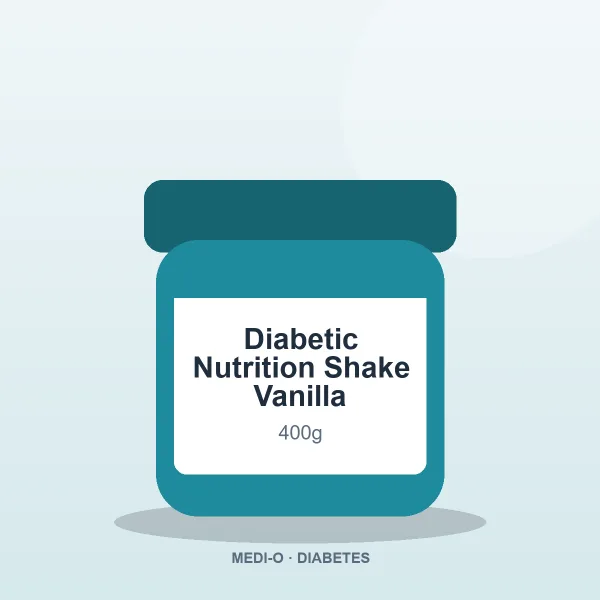 Diabetic
Nutrition Shake
Vanilla
400g
MEDI-O · DIABETES